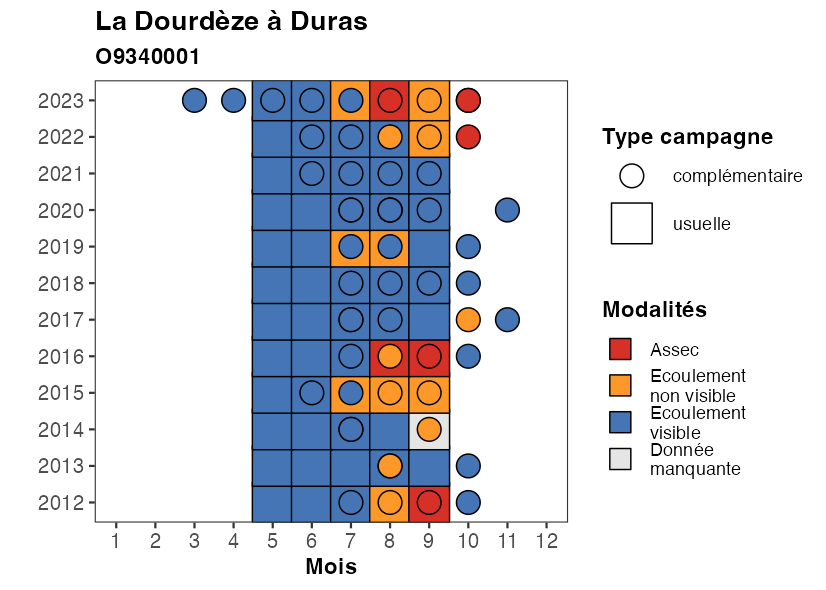 La Dourdèze à Duras
O9340001
2023
2022
2021
2020
2019
2018
2017
2016
2015
2014
2013
2012
1 2 3 4 5 6 7 8 9 10 11 12
Mois
Type campagne
complémentaire
usuelle
Modalités
Assec
Ecoulement
non visible
Ecoulement
visible
Donnée
manquante